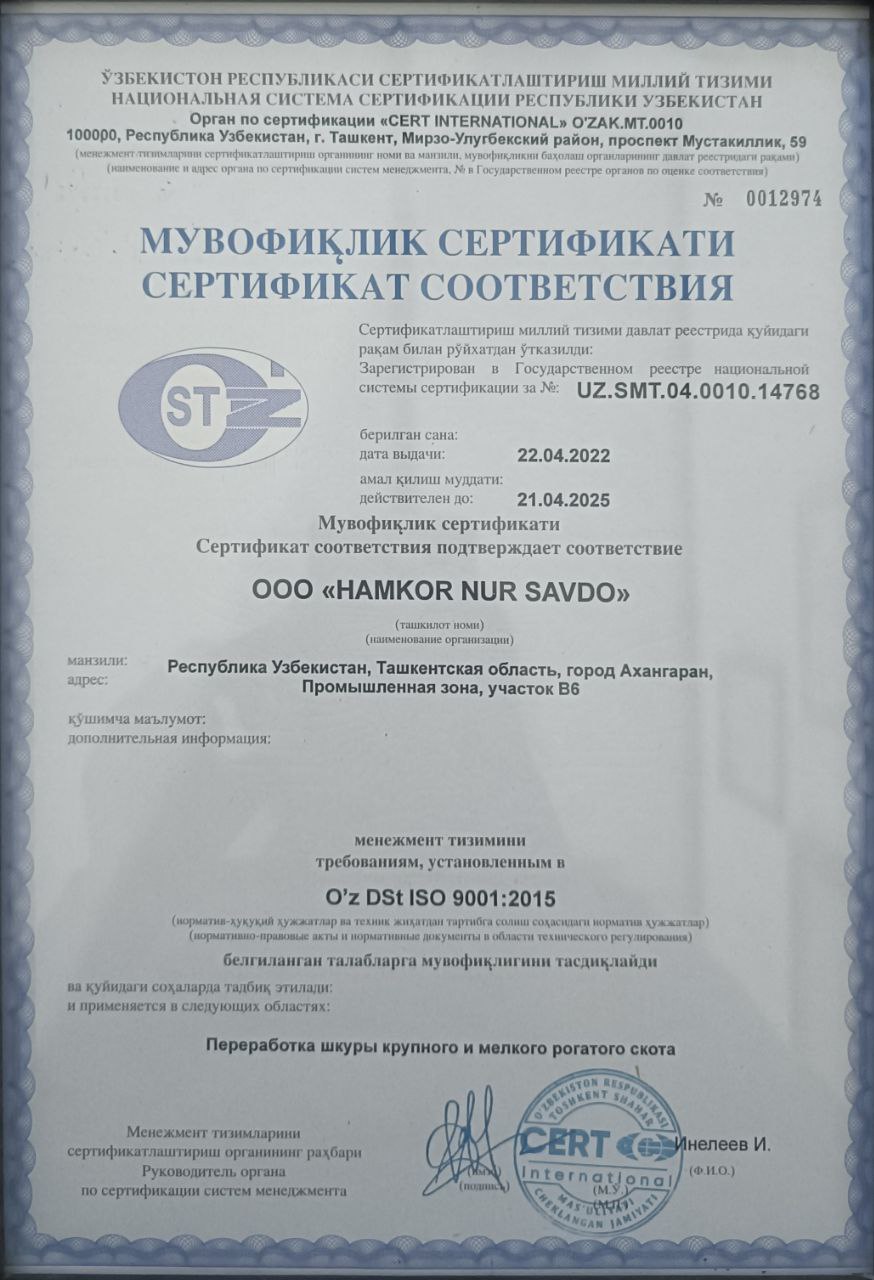 ЎЗБЕКИСТОН РЕСПУБЛИКАСИ СЕРТИФИКАТЛАШТИРИШ МИЛЛИЙ ТИЗИМИ
НАЦИОНАЛЬНАЯ СИСТЕМА СЕРТИФИКАЦИИ РЕСПУБЛИКИ УЗБЕКИСТАН
Орган по сертификации «CERT INTERNATIONAL» O'ZAK.MT.0010
100000, Республика Узбекистан, г. Ташкент, Мирзо-Улугбекский район, проспект Мустакиллик, 59
(менежмент тизимларини сертификатлаштириш органининг номи ва манзили, мувофиқликни баҳолаш органларининг давлат реестридаги рақами)
(наименование и адрес органа по сертификации систем менеджмента, № в Государственном реестре органов по оценке соответствия)
№ 0012974
МУВОФИҚЛИК СЕРТИФИКАТИ
СЕРТИФИКАТ СООТВЕТСТВИЯ
Сертификатлаштириш миллий тизими давлат реестрида қуйидаги
рақам билан рўйхатдан ўтказилди:
Зарегистрирован в Государственном реестре национальной
системы сертификации за №: UZ.SMT.04.0010.14768
ST
берилган сана:
дата выдачи: 22.04.2022
амал қилиш муддати:
действителен до: 21.04.2025
Мувофиқлик сертификати
Сертификат соответствия подтверждает соответствие
ООО «HAMKOR NUR SAVDO»
(ташкилот номи)
(наименование организации)
манзили:
адрес: Республика Узбекистан, Ташкентская область, город Ахангаран,
Промышленная зона, участок В6
қўшимча маълумот:
дополнительная информация:
менежмент тизимини
требованиям, установленным в
O'z DSt ISO 9001:2015
(норматив-ҳуқуқий ҳужжатлар ва техник жиҳатдан тартибга солиш соҳасидаги норматив ҳужжатлар)
(нормативно-правовые акты и нормативные документы в области технического регулирования)
белгиланган талабларга мувофиқлигини тасдиқлайди
ва қуйидаги соҳаларда тадбиқ этилади:
и применяется в следующих областях:
Переработка шкуры крупного и мелкого рогатого скота
Менежмент тизимларини
сертификатлаштириш органининг раҳбари
Руководитель органа
по сертификации систем менеджмента
(имзо)
(подпись)
O'ZBEKISTON RESPUBLIKASI
TOSHKENT SHAHAR
CERT
International
(М.Ў.)
(М.П.)
MAS'ULIYATI
CHEKLANGAN JAMIYATI
Инелеев И.
(Ф.И.О.)